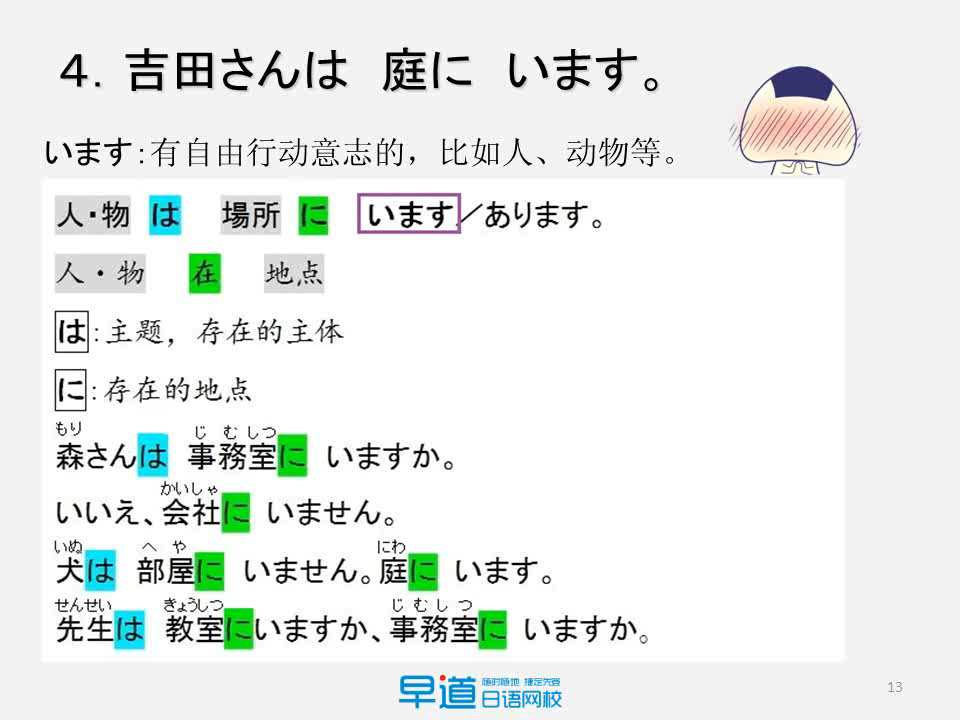 ４．吉田さんは　庭に　います。
います：有自由行动意志的，比如人、动物等。
人・物 は　場所 に　います／あります。
人・物　在　地点
は：主题，存在的主体
に：存在的地点
もり　じ む しつ
森さんは　事務室に　いますか。
かいしゃ
いいえ、会社に いません。
いぬ　へ や　にわ
犬は　部屋に　いません。庭に　います。
せんせい　きょうしつ　じ む し つ
先生は　教室にいますか、事務室に　いますか。
早道 随时随地 抢定先要 日语网校
13